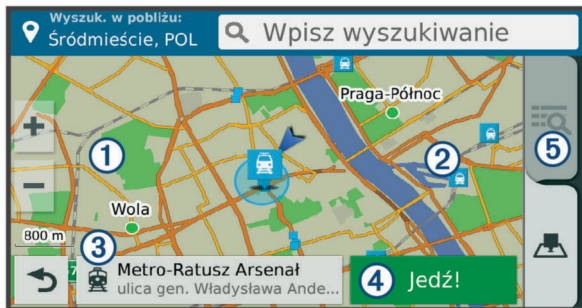 Wyszuk. w pobliżu:
Śródmieście, POL
Wpisz wyszukiwanie
Praga-Północ
+
1
2
5
−
Wola
800 m
3
7
Metro-Ratusz Arsenał
ulica gen. Władysława Ande...
4
Jedź!